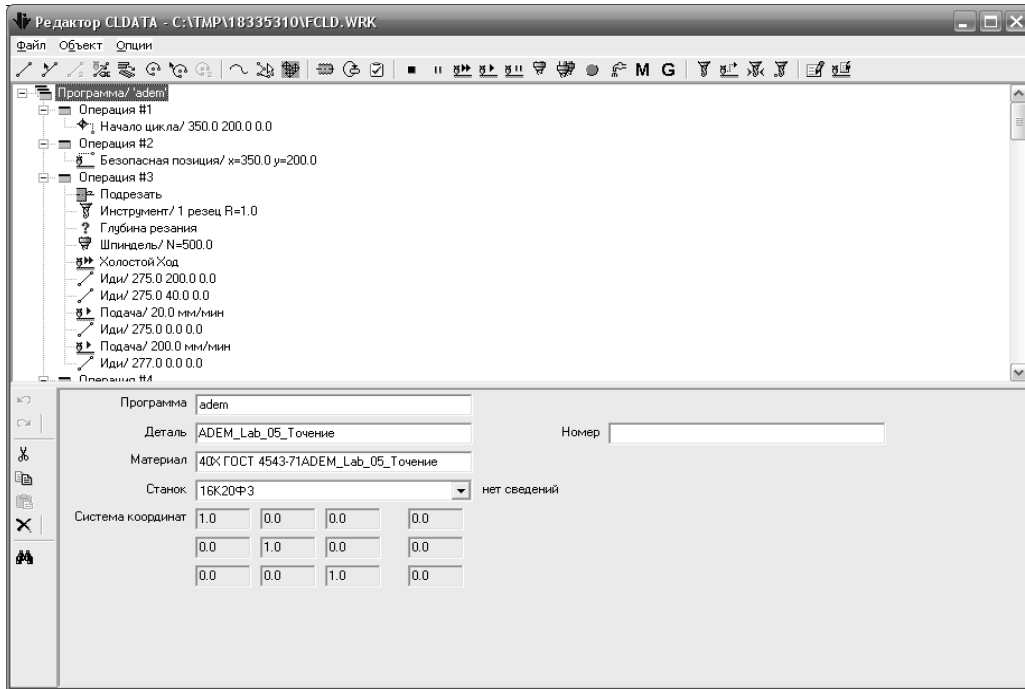 Редактор CLDATA - C:\TMP\18335310\FCLD.WRK
Файл Объект Опции
M G
Программа/ 'adem'
Операция #1
Начало цикла/ 350.0 200.0 0.0
Операция #2
Безопасная позиция/ x=350.0 y=200.0
Операция #3
Подрезать
Инструмент/ 1 резец R=1.0
? Глубина резания
Шпиндель/ N=500.0
Холостой Ход
Иди/ 275.0 200.0 0.0
Иди/ 275.0 40.0 0.0
Подача/ 20.0 мм/мин
Иди/ 275.0 0.0 0.0
Подача/ 200.0 мм/мин
Иди/ 277.0 0.0 0.0
Операция #4
Программа adem
Деталь ADEM_Lab_05_Точение Номер
Материал 40Х ГОСТ 4543-71ADEM_Lab_05_Точение
Станок 16К20Ф3 нет сведений
Система координат 1.0 0.0 0.0 0.0
0.0 1.0 0.0 0.0
0.0 0.0 1.0 0.0